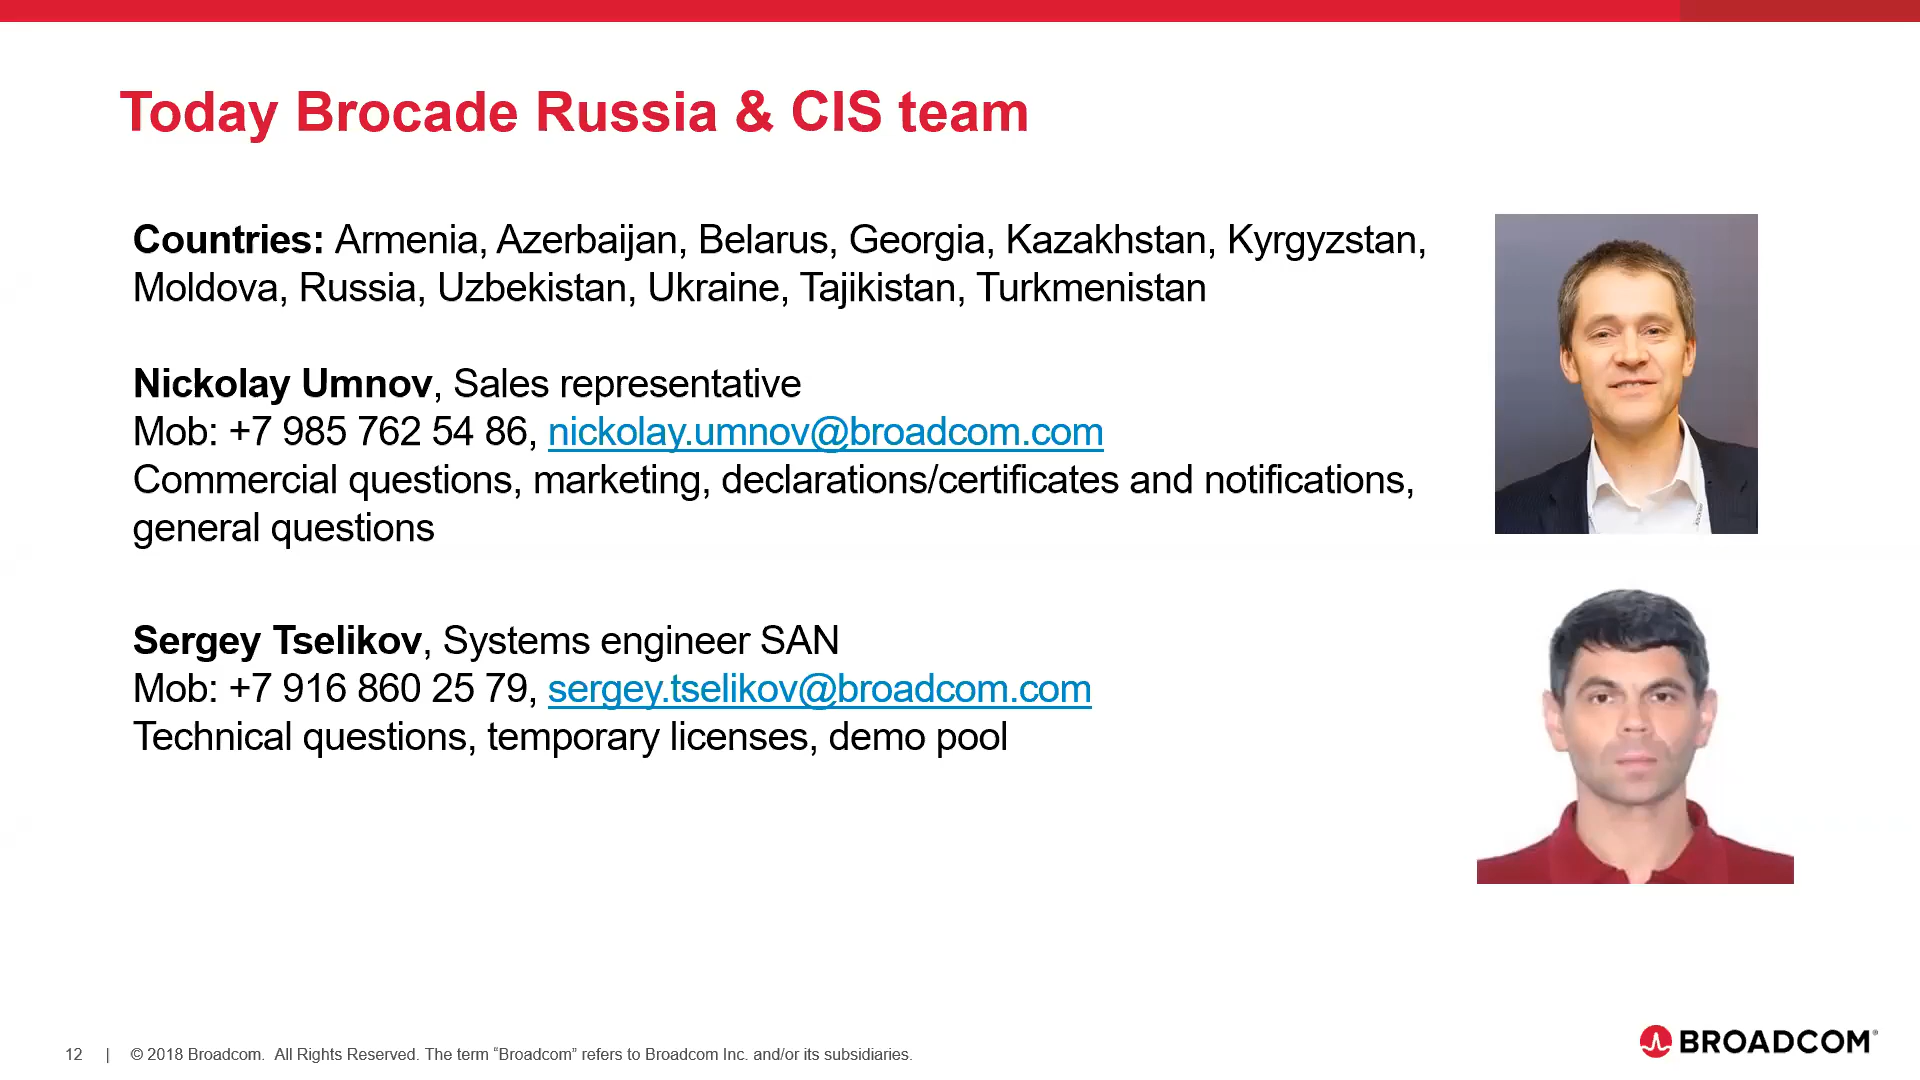 Today Brocade Russia & CIS team
Countries: Armenia, Azerbaijan, Belarus, Georgia, Kazakhstan, Kyrgyzstan,
Moldova, Russia, Uzbekistan, Ukraine, Tajikistan, Turkmenistan
Nickolay Umnov, Sales representative
Mob: +7 985 762 54 86, nickolay.umnov@broadcom.com
Commercial questions, marketing, declarations/certificates and notifications,
general questions
Sergey Tselikov, Systems engineer SAN
Mob: +7 916 860 25 79, sergey.tselikov@broadcom.com
Technical questions, temporary licenses, demo pool
12 | © 2018 Broadcom. All Rights Reserved. The term “Broadcom” refers to Broadcom Inc. and/or its subsidiaries.
BROADCOM®